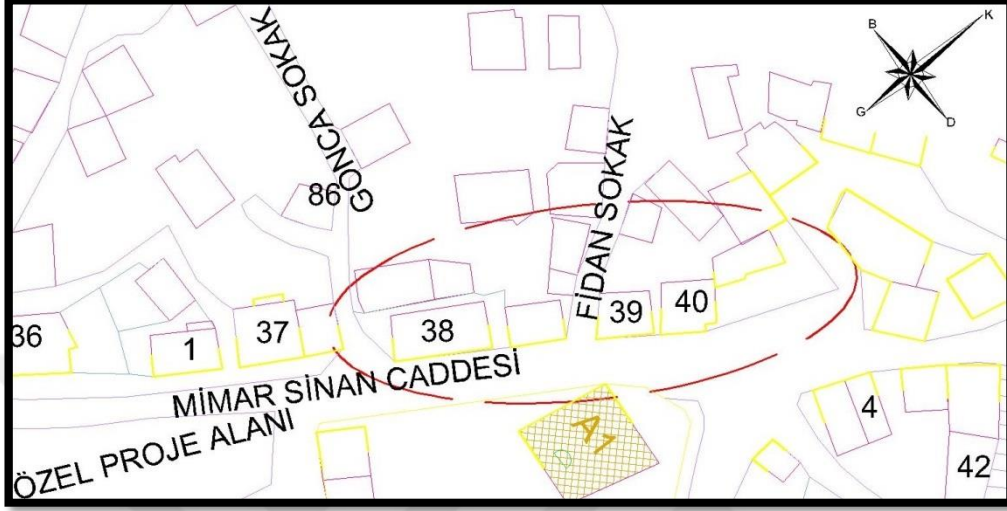 K
B
G
D
GONCA SOKAK
86
FİDAN SOKAK
36
1
37
38
39
40
MİMAR SİNAN CADDESİ
A7
4
ÖZEL PROJE ALANI
42